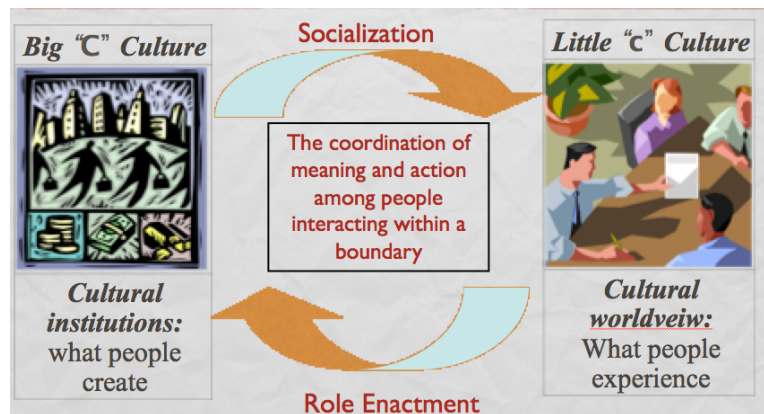 Big “C” Culture
Cultural
institutions:
what people
create
Socialization
The coordination of
meaning and action
among people
interacting within a
boundary
Role Enactment
Little “c” Culture
Cultural
worldveiw:
What people
experience